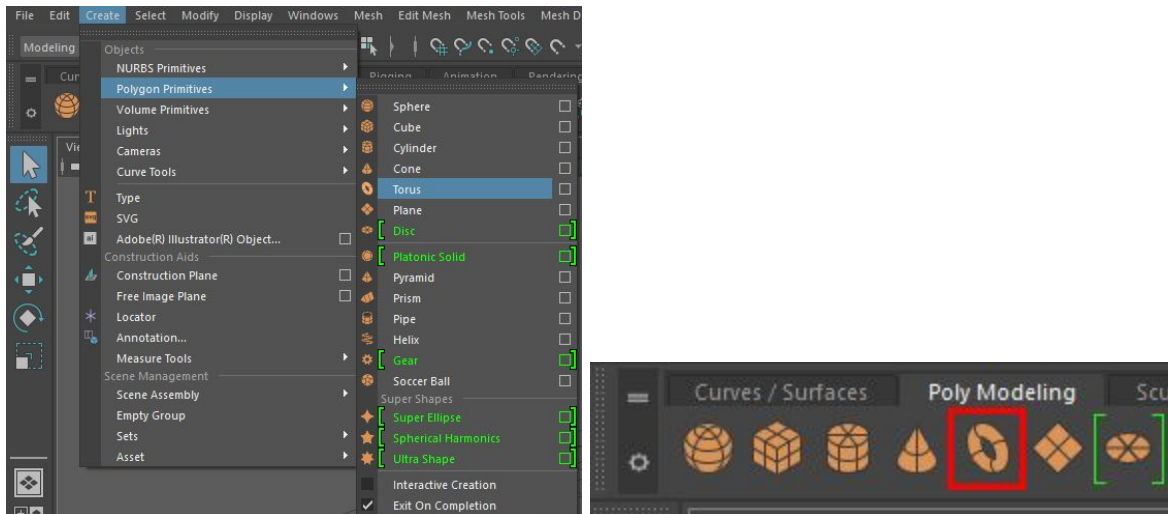 File Edit Create Select Modify Display Windows Mesh Edit Mesh Mesh Tools Mesh D
Modeling
Objects
NURBS Primitives
Polygon Primitives
Volume Primitives
Lights
Cameras
Curve Tools
Type
SVG
Adobe(R) Illustrator(R) Object...
Construction Aids
Construction Plane
Free Image Plane
Locator
Annotation...
Measure Tools
Scene Management
Scene Assembly
Empty Group
Sets
Asset
Cur
Rigging Animation Rendering
Vie
Sphere
Cube
Cylinder
Cone
Torus
Plane
Disc
Platonic Solid
Pyramid
Prism
Pipe
Helix
Gear
Soccer Ball
Super Shapes
Super Ellipse
Spherical Harmonics
Ultra Shape
Interactive Creation
Exit On Completion
Curves / Surfaces Poly Modeling Scu